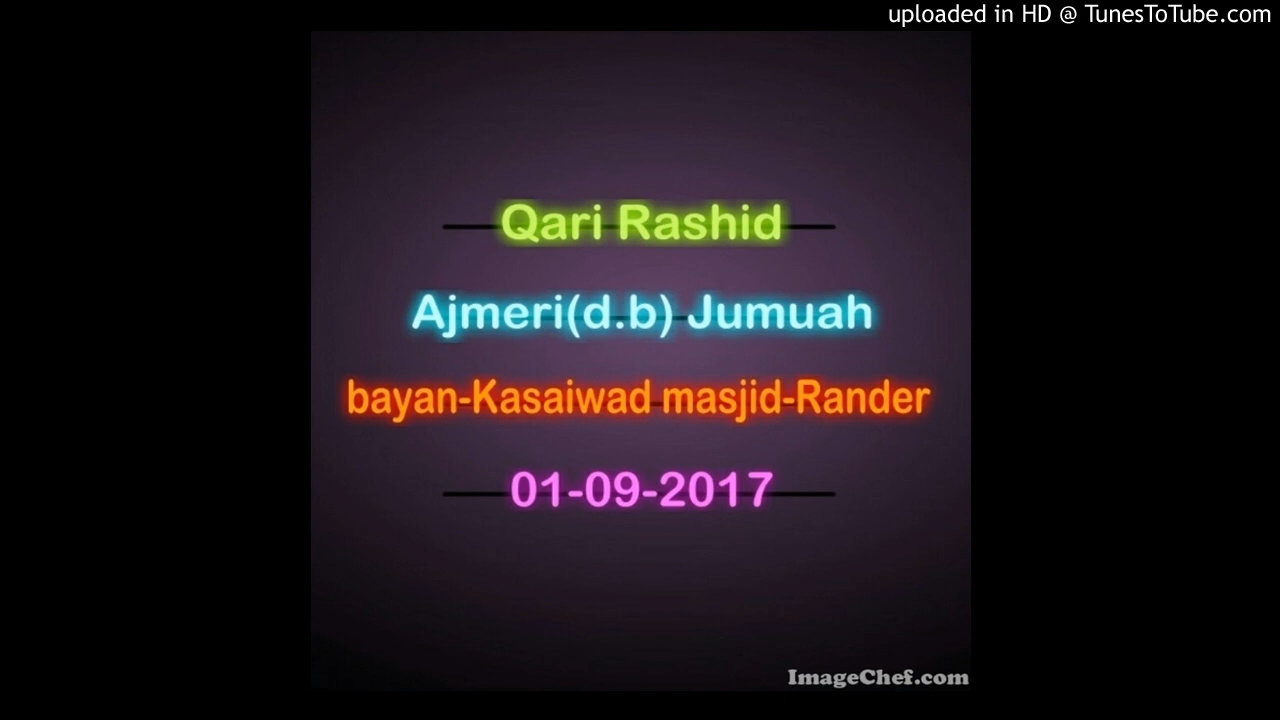 uploaded in HD @ TunesToTube.com
Qari Rashid
Ajmeri(d.b) Jumuah
bayan-Kasaiwad masjid-Rander
01-09-2017
ImageChef.com